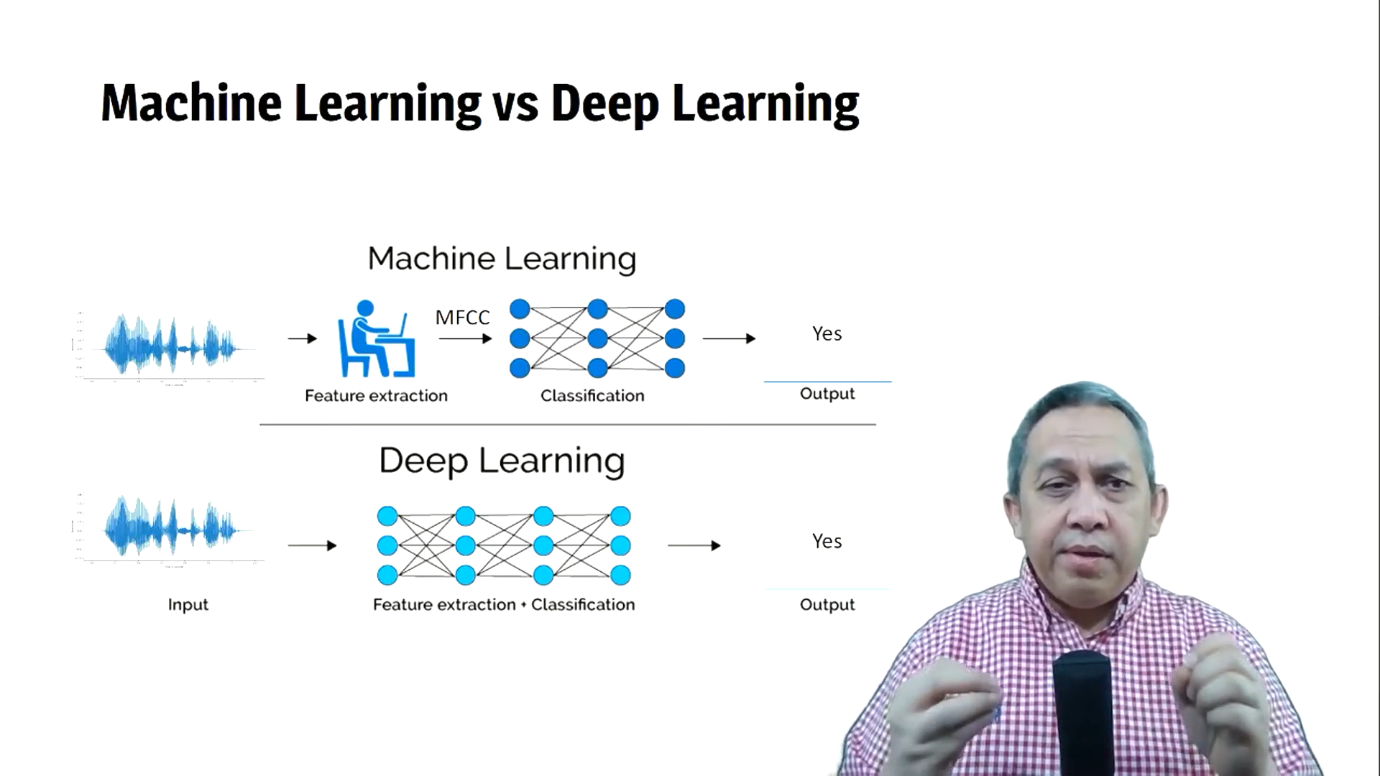 Machine Learning vs Deep Learning
Machine Learning
MFCC
Yes
Feature extraction
Classification
Output
Deep Learning
Yes
Input
Feature extraction + Classification
Output